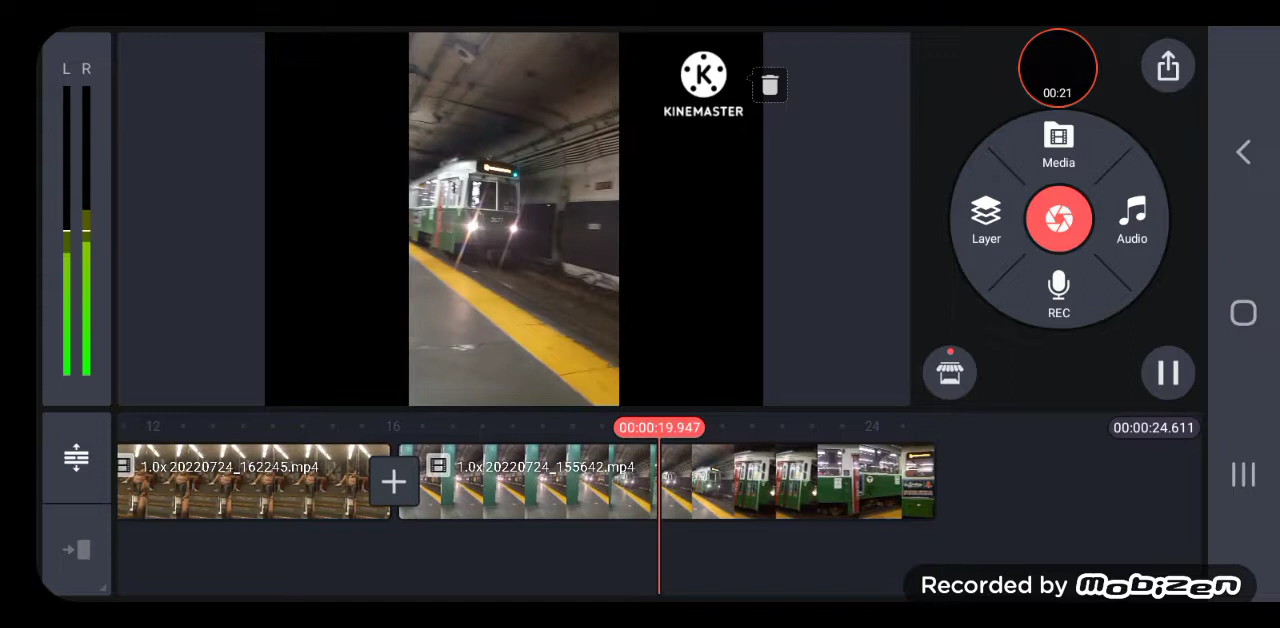 L R
KINEMASTER
00:21
Media
Layer
Audio
REC
12
16
00:00:19.947
24
00:00:24.611
1.0x 20220724_162245.mp4
1.0x 20220724_155642.mp4
Recorded by mobizen